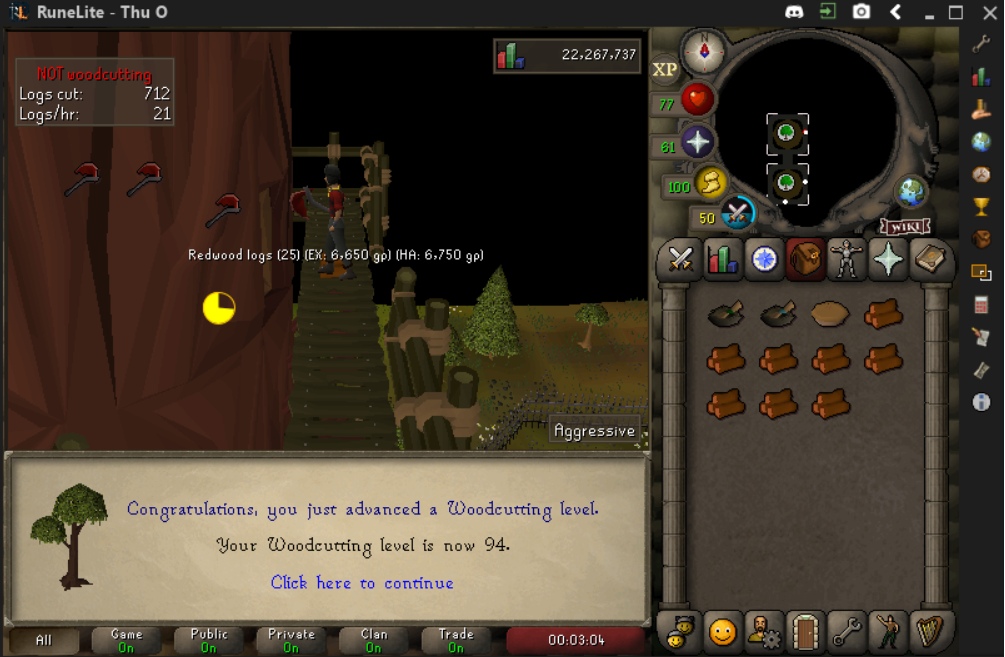 RuneLite - Thu O
NOT woodcutting
Logs cut: 712
Logs/hr: 21
22,267,737
XP
N
77
61
100
50
WIKI
Redwood logs (25) (EX: 6,650 gp) (HA: 6,750 gp)
Aggressive
Congratulations, you just advanced a Woodcutting level.
Your Woodcutting level is now 94.
Click here to continue
All
Game
On
Public
On
Private
On
Clan
On
Trade
On
00:03:04